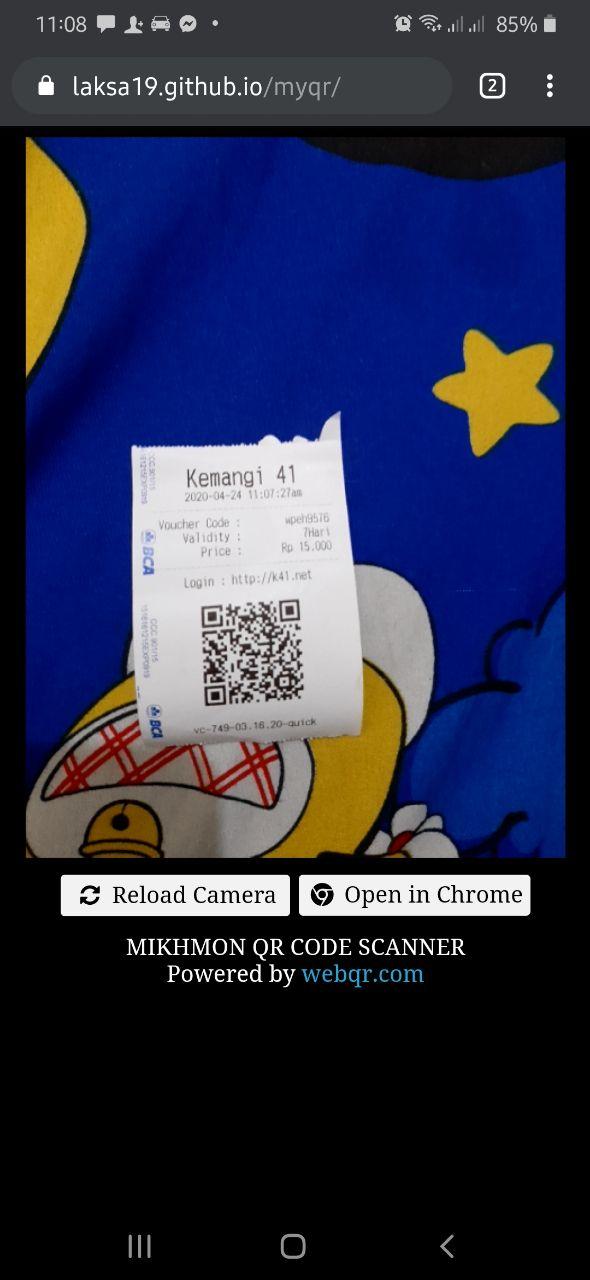 11:08
85%
laksa19.github.io/myqr/
2
Kemangi 41
2020-04-24 11:07:27am
Voucher Code : wpeh9576
Validity : 7Hari
Price : Rp 15.000
Login : http://k41.net
vc-749-03.16.20-quick
BCA
BCA
Reload Camera
Open in Chrome
MIKHMON QR CODE SCANNER
Powered by webqr.com